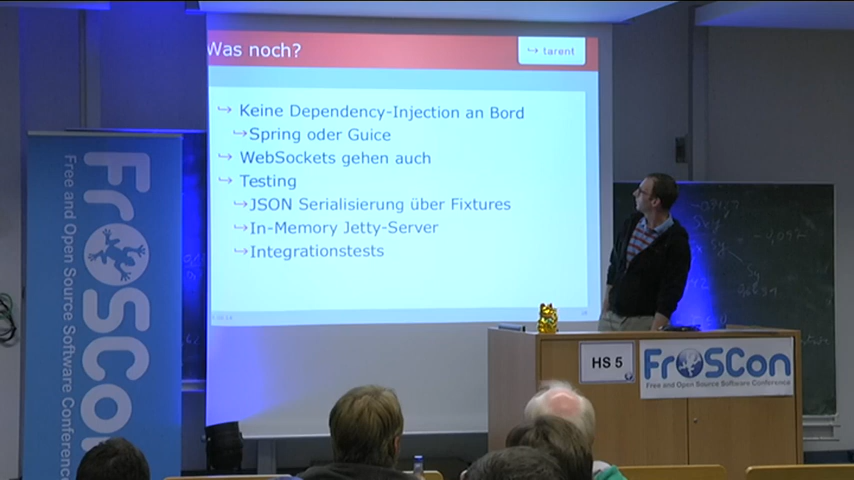 Was noch?
tarent
Keine Dependency-Injection an Bord
Spring oder Guice
WebSockets gehen auch
Testing
JSON Serialisierung über Fixtures
In-Memory Jetty-Server
Integrationstests
FrOSCon
Free and Open Source Software Conference
HS 5
FrOSCon
Free and Open Source Software Conference